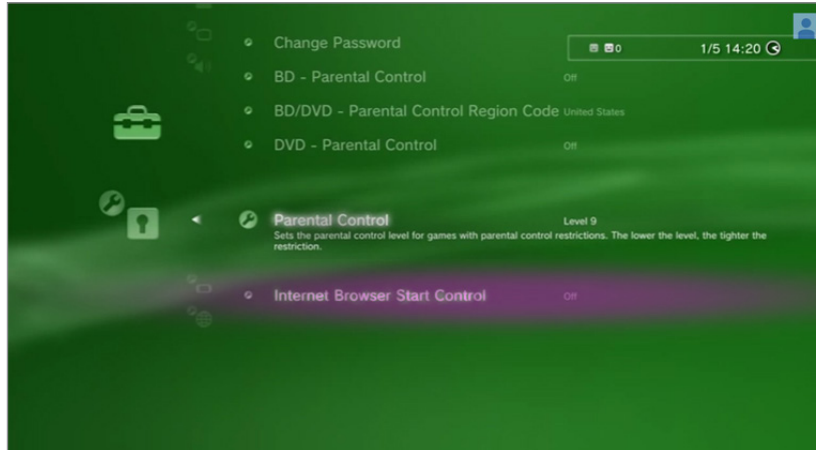 Change Password
0 1/5 14:20
BD - Parental Control Off
BD/DVD - Parental Control Region Code United States
DVD - Parental Control Off
Parental Control Level 9
Sets the parental control level for games with parental control restrictions. The lower the level, the tighter the
restriction.
Internet Browser Start Control Off